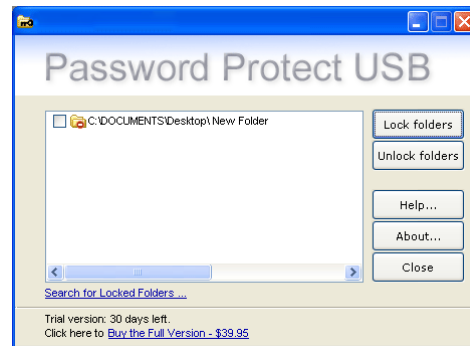 Password Protect USB
C:\DOCUMENTS\Desktop\ New Folder
Lock folders
Unlock folders
Help...
About...
Close
Search for Locked Folders ...
Trial version: 30 days left.
Click here to Buy the Full Version - $39.95